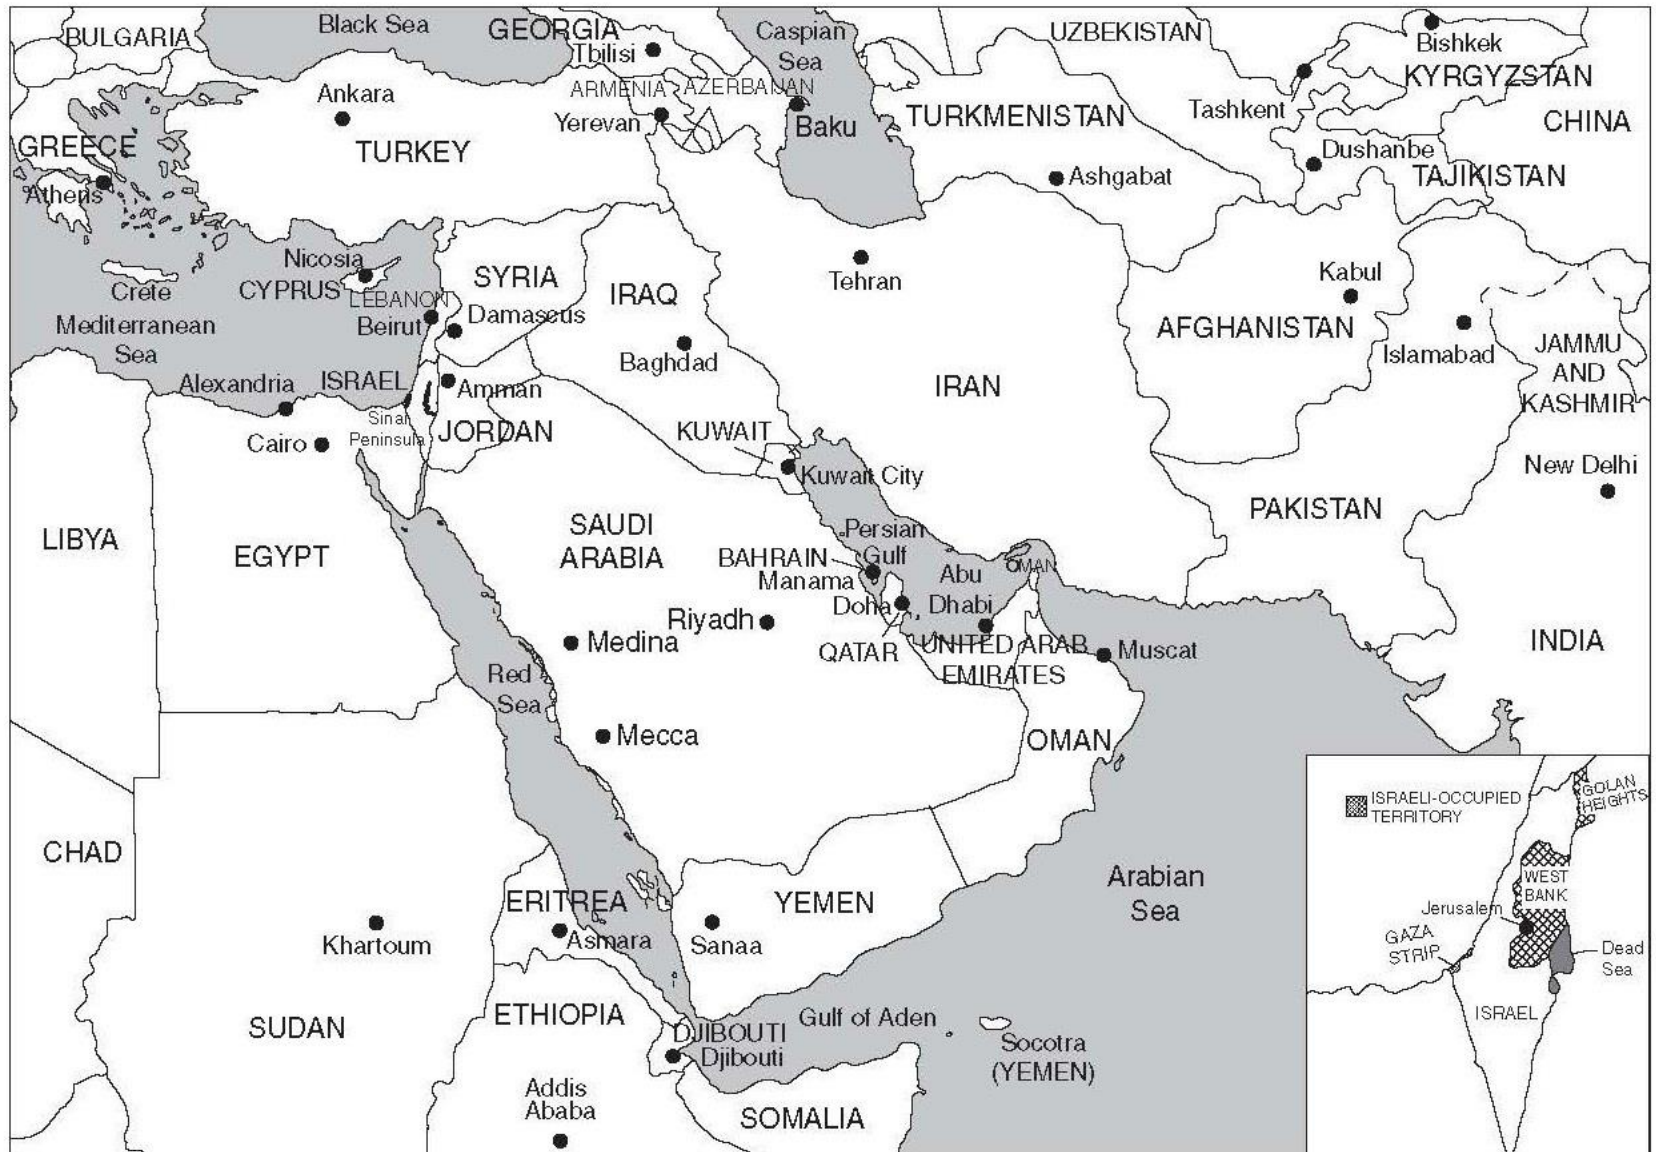 BULGARIA
Black Sea
GEORGIA
Tbilisi
Caspian
Sea
UZBEKISTAN
Bishkek
KYRGYZSTAN
Ankara
ARMENIA
AZERBAIJAN
Yerevan
Baku
TURKMENISTAN
Tashkent
CHINA
GREECE
TURKEY
Dushanbe
Athens
Ashgabat
TAJIKISTAN
Nicosia
CYPRUS
Crete
SYRIA
IRAQ
Tehran
Kabul
LEBANON
Beirut
Damascus
Mediterranean
Sea
Baghdad
AFGHANISTAN
Islamabad
JAMMU
AND
KASHMIR
Alexandria
ISRAEL
Amman
IRAN
Sinai
Peninsula
JORDAN
KUWAIT
Cairo
Kuwait City
New Delhi
LIBYA
EGYPT
SAUDI
ARABIA
Persian
Gulf
PAKISTAN
BAHRAIN
Manama
Abu
Dhabi
OMAN
Doha
Riyadh
Medina
QATAR
UNITED ARAB
EMIRATES
Muscat
INDIA
Red
Sea
Mecca
OMAN
CHAD
ERITREA
YEMEN
Arabian
Sea
Khartoum
Asmara
Sanaa
SUDAN
ETHIOPIA
DJIBOUTI
Djibouti
Gulf of Aden
Socotra
(YEMEN)
Addis
Ababa
SOMALIA
ISRAELI-OCCUPIED
TERRITORY
GOLAN
HEIGHTS
WEST
BANK
Jerusalem
GAZA
STRIP
Dead
Sea
ISRAEL